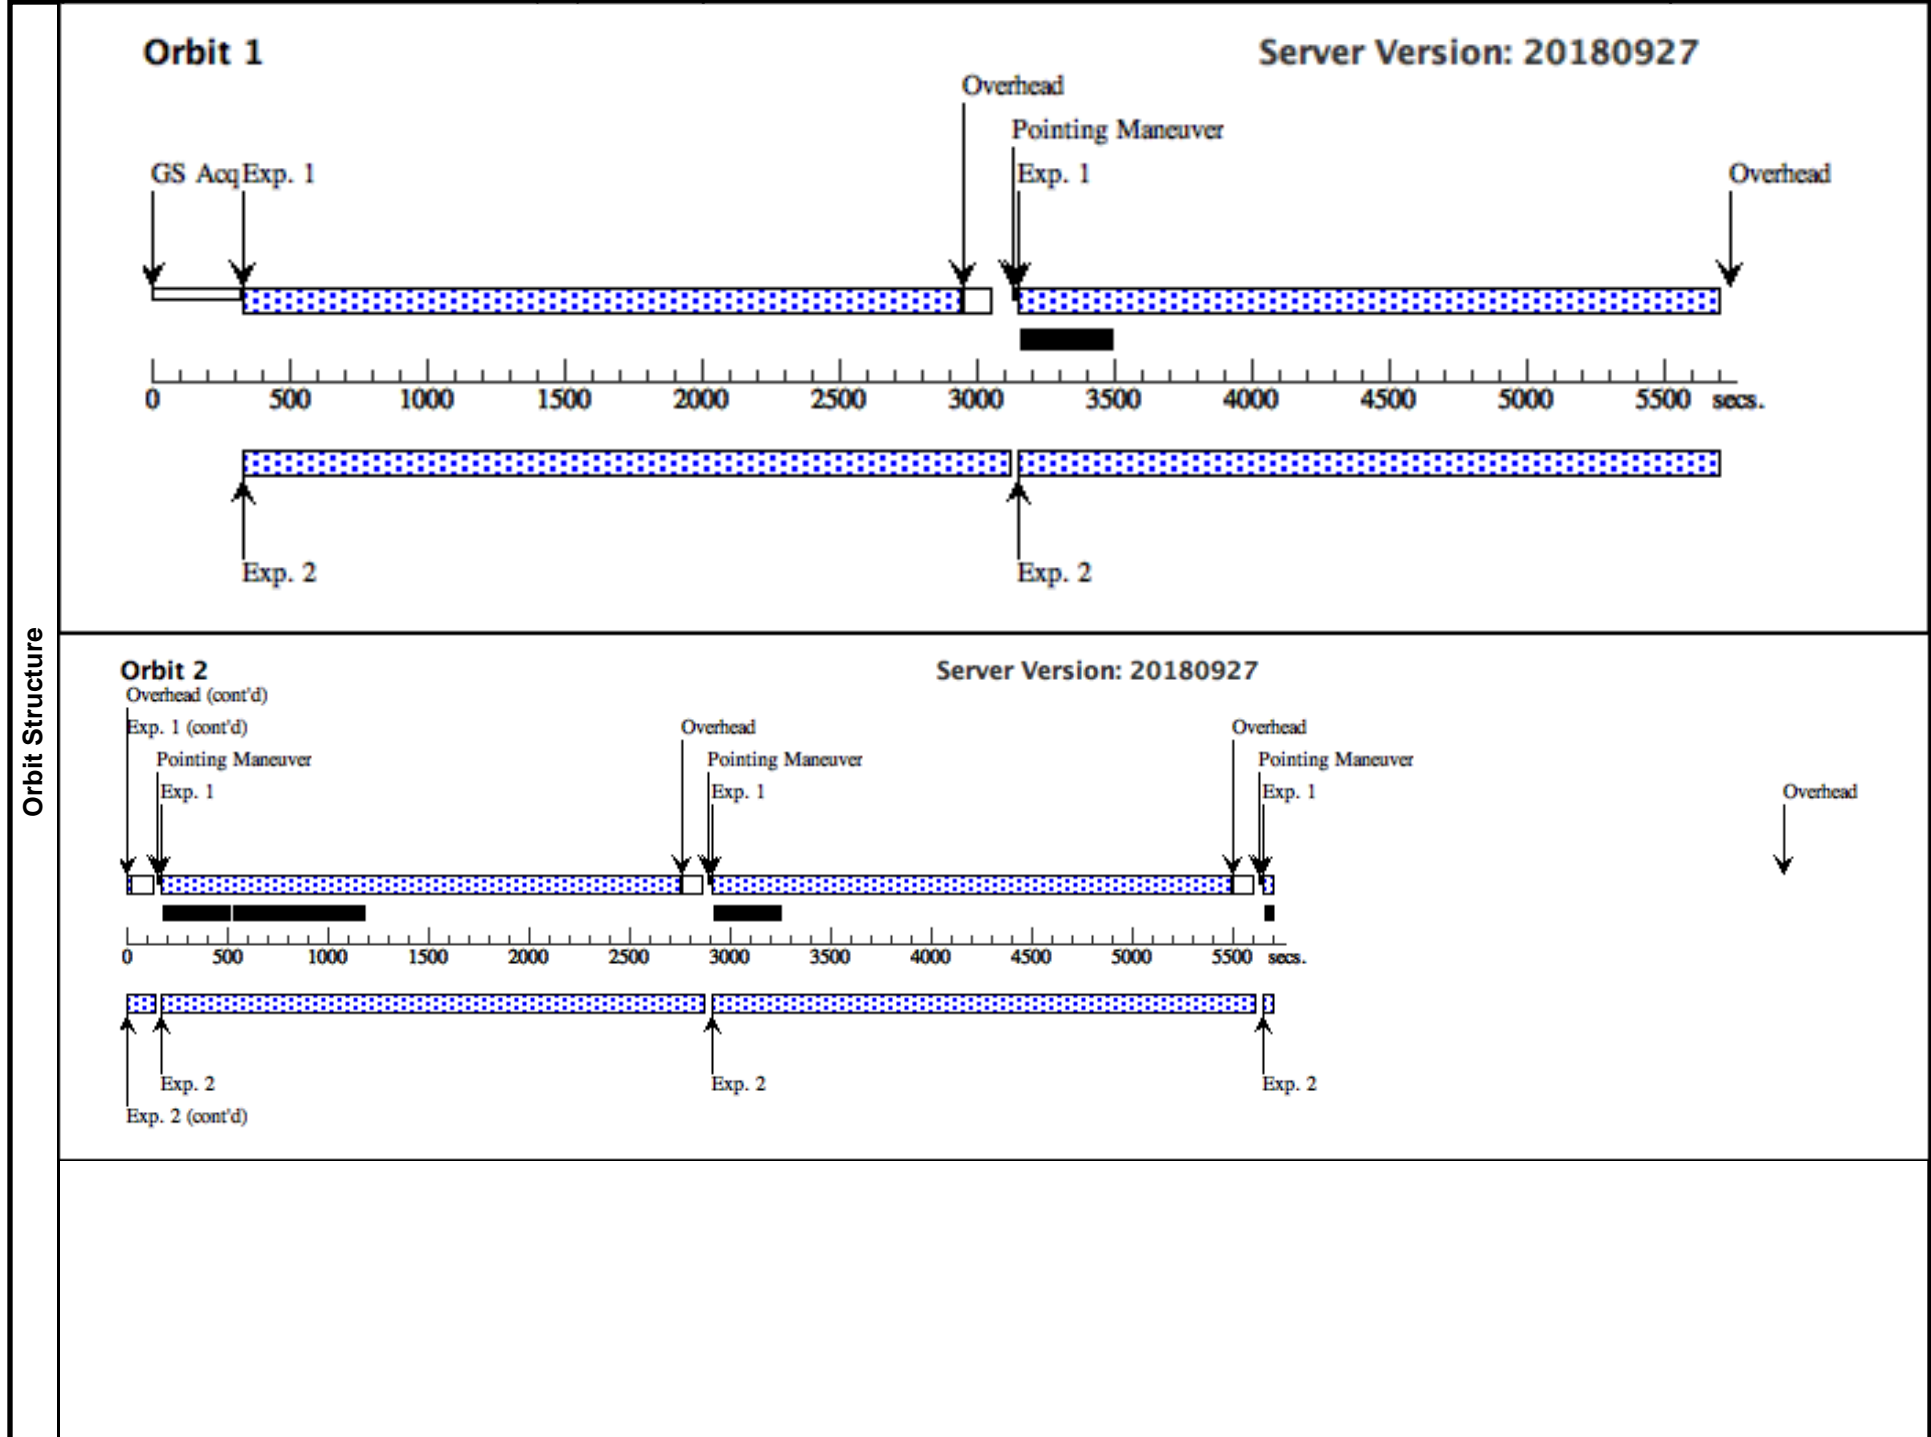 Orbit Structure
Orbit 1 Server Version: 20180927
Overhead
Pointing Maneuver
GS Acq Exp. 1 Exp. 1 Overhead
0 500 1000 1500 2000 2500 3000 3500 4000 4500 5000 5500 secs.
Exp. 2 Exp. 2
Orbit 2 Server Version: 20180927
Overhead (cont'd)
Exp. 1 (cont'd) Overhead Overhead
Pointing Maneuver Pointing Maneuver Pointing Maneuver
Exp. 1 Exp. 1 Exp. 1 Overhead
0 500 1000 1500 2000 2500 3000 3500 4000 4500 5000 5500 secs.
Exp. 2 Exp. 2 Exp. 2
Exp. 2 (cont'd)